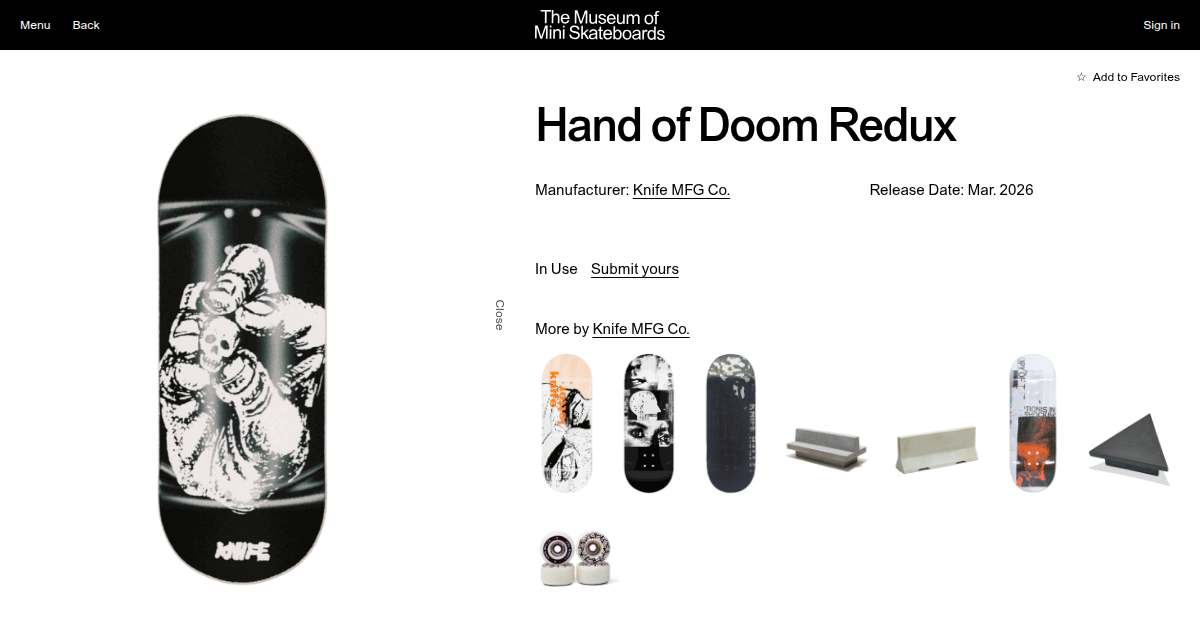 Menu
Back
The Museum of
Mini Skateboards
Sign in
☆ Add to Favorites
Hand of Doom Redux
Manufacturer: Knife MFG Co.
Release Date: Mar. 2026
In Use
Submit yours
Close
More by Knife MFG Co.
KNIFE
knife